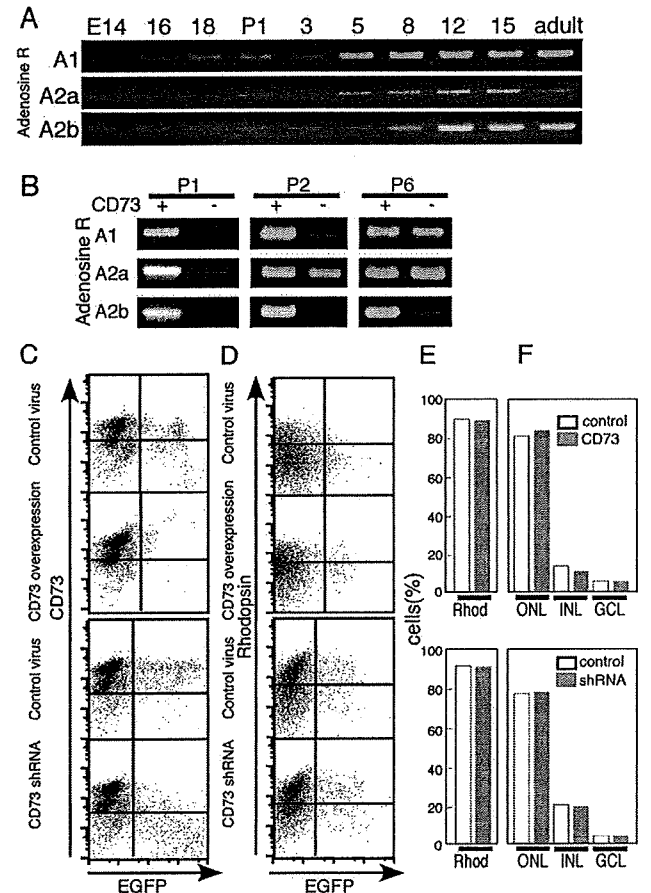 A
E14 16 18 P1 3 5 8 12 15 adult
Adenosine R
A1
A2a
A2b
B
P1 P2 P6
CD73 + - + - + -
Adenosine R
A1
A2a
A2b
C D E F
CD73
Control virus
CD73 overexpression
Control virus
CD73 shRNA
EGFP
Rhodopsin
Control virus
CD73 overexpression
Control virus
CD73 shRNA
EGFP
cells(%)
100
80
60
40
20
0
Rhod
control
CD73
ONL INL GCL
100
80
60
40
20
0
Rhod
control
shRNA
ONL INL GCL